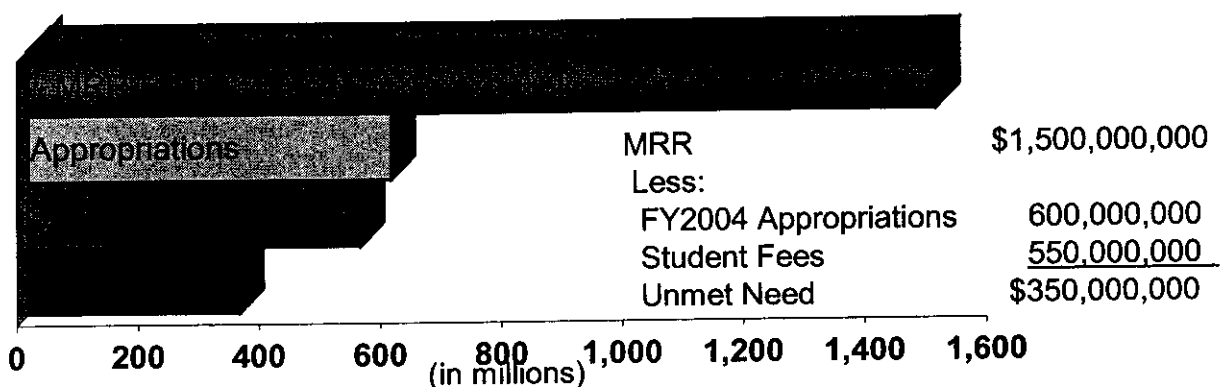 Appropriations
MRR $1,500,000,000
Less:
FY2004 Appropriations 600,000,000
Student Fees 550,000,000
Unmet Need $350,000,000
0 200 400 600 800 1,000 1,200 1,400 1,600
(in millions)